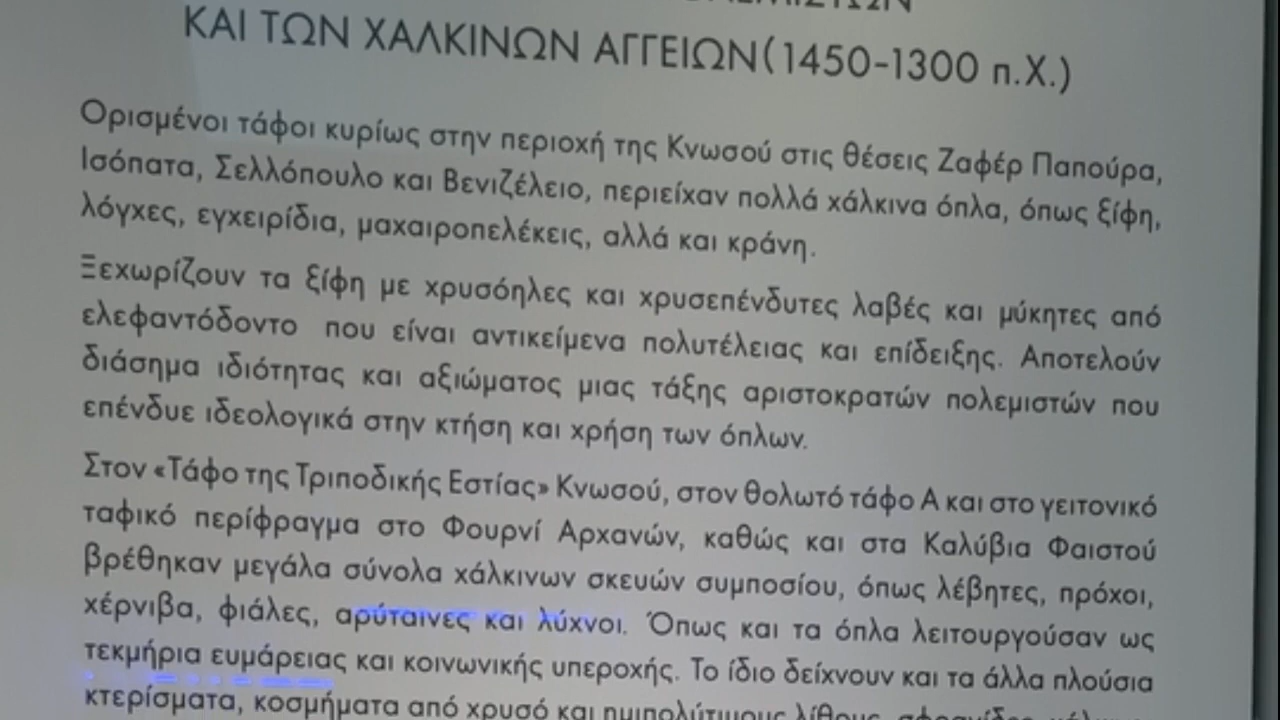 ΚΑΙ ΤΩΝ ΧΑΛΚΙΝΩΝ ΑΓΓΕΙΩΝ(1450-1300 π.Χ.)
Ορισμένοι τάφοι κυρίως στην περιοχή της Κνωσού στις θέσεις Ζαφέρ Παπούρα,
Ισόπατα, Σελλόπουλο και Βενιζέλειο, περιείχαν πολλά χάλκινα όπλα, όπως ξίφη,
λόγχες, εγχειρίδια, μαχαιροπελέκεις, αλλά και κράνη.
Ξεχωρίζουν τα ξίφη με χρυσόηλες και χρυσεπένδυτες λαβές και μύκητες από
ελεφαντόδοντο που είναι αντικείμενα πολυτέλειας και επίδειξης. Αποτελούν
διάσημα ιδιότητας και αξιώματος μιας τάξης αριστοκρατών πολεμιστών που
επένδυε ιδεολογικά στην κτήση και χρήση των όπλων.
Στον «Τάφο της Τριποδικής Εστίας» Κνωσού, στον θολωτό τάφο Α και στο γειτονικό
ταφικό περίφραγμα στο Φουρνί Αρχανών, καθώς και στα Καλύβια Φαιστού
βρέθηκαν μεγάλα σύνολα χάλκινων σκευών συμποσίου, όπως λέβητες, πρόχοι,
χέρνιβα, φιάλες, αρύταινες και λύχνοι. Όπως και τα όπλα λειτουργούσαν ως
τεκμήρια ευμάρειας και κοινωνικής υπεροχής. Το ίδιο δείχνουν και τα άλλα πλούσια
κτερίσματα, κοσμήματα από χρυσό και ημιπολύτιμους λίθους,